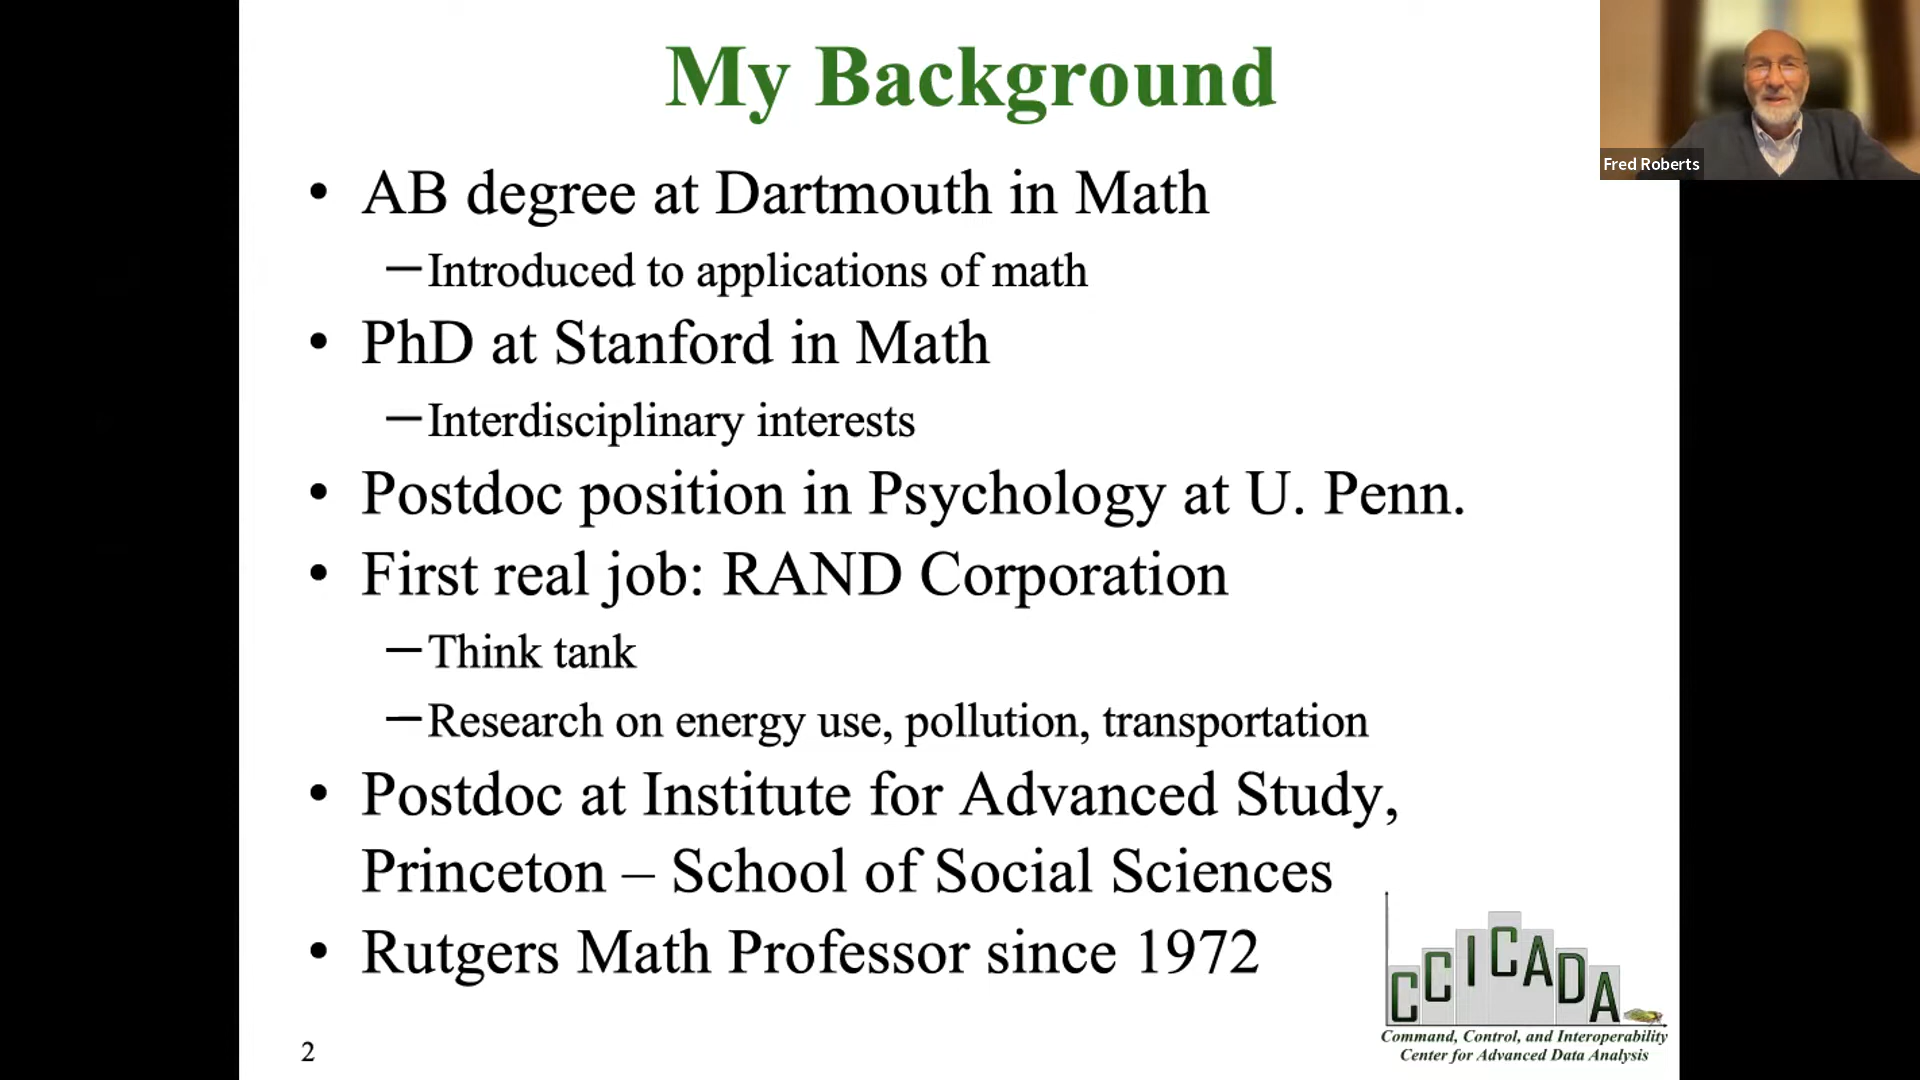 My Background
• AB degree at Dartmouth in Math
– Introduced to applications of math
• PhD at Stanford in Math
– Interdisciplinary interests
• Postdoc position in Psychology at U. Penn.
• First real job: RAND Corporation
– Think tank
– Research on energy use, pollution, transportation
• Postdoc at Institute for Advanced Study,
Princeton – School of Social Sciences
• Rutgers Math Professor since 1972
2
CCICADA
Command, Control, and Interoperability
Center for Advanced Data Analysis
Fred Roberts